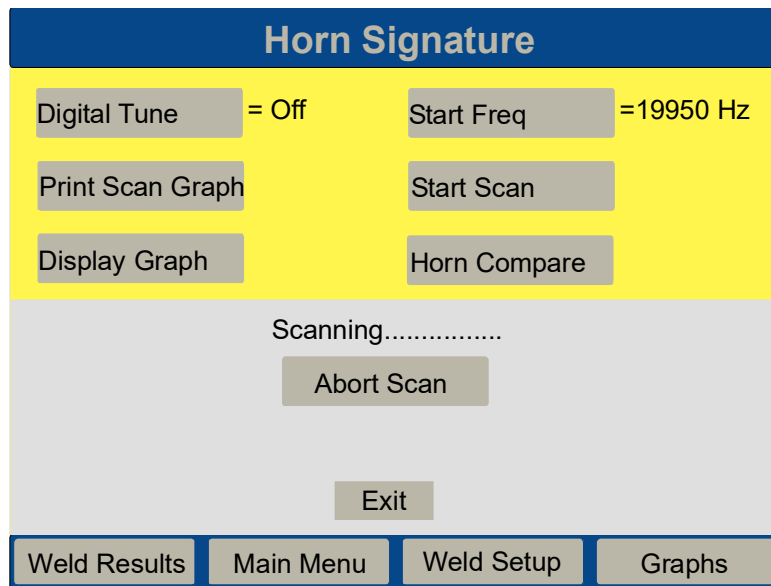 Horn Signature
Digital Tune = Off
Start Freq =19950 Hz
Print Scan Graph
Start Scan
Display Graph
Horn Compare
Scanning................
Abort Scan
Exit
Weld Results
Main Menu
Weld Setup
Graphs